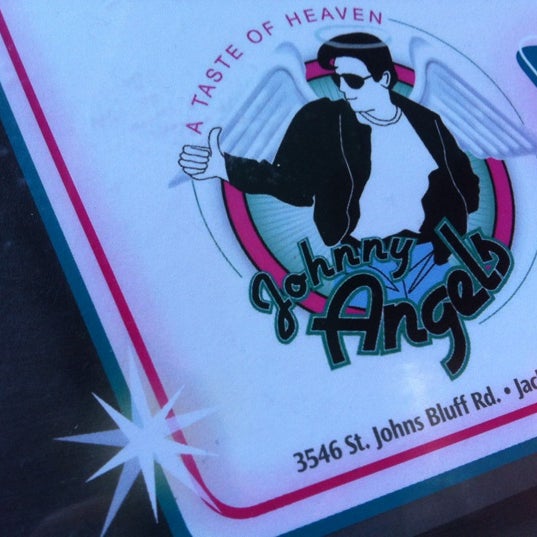 A TASTE OF HEAVEN
Johnny
Angels
3546 St. Johns Bluff Rd. •